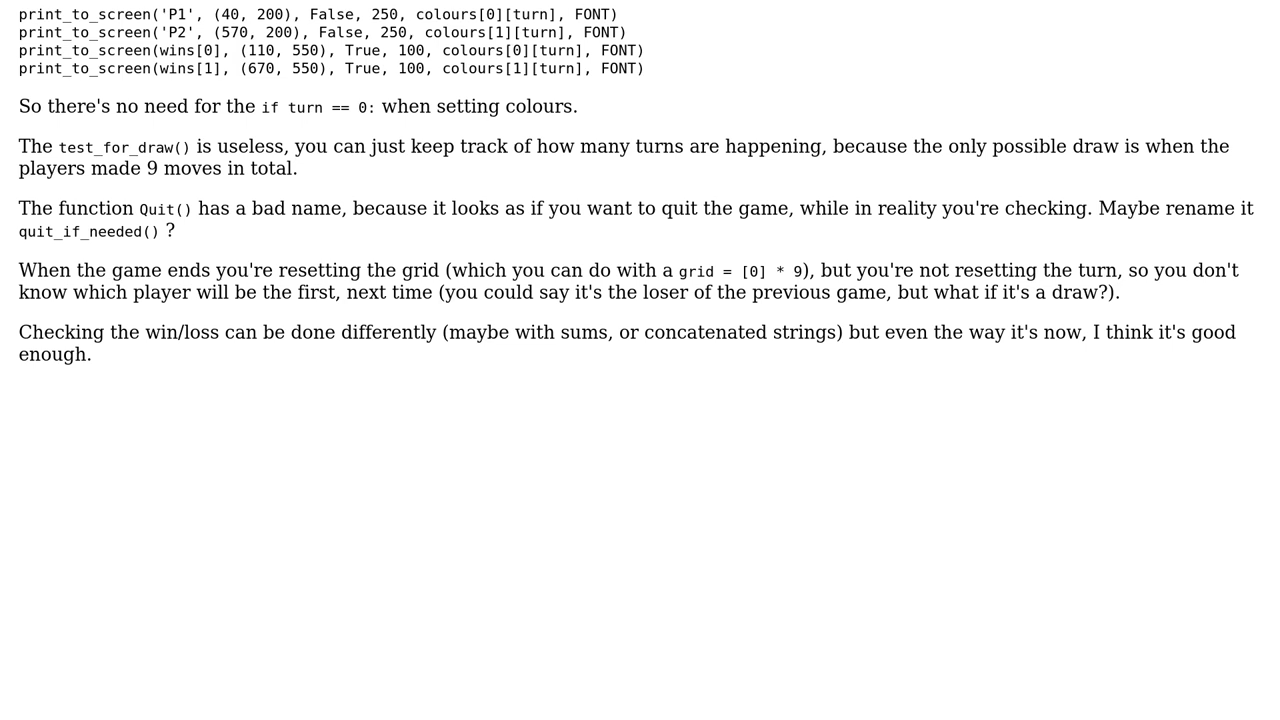 print_to_screen('P1', (40, 200), False, 250, colours[0][turn], FONT)
print_to_screen('P2', (570, 200), False, 250, colours[1][turn], FONT)
print_to_screen(wins[0], (110, 550), True, 100, colours[0][turn], FONT)
print_to_screen(wins[1], (670, 550), True, 100, colours[1][turn], FONT)
So there's no need for the if turn == 0: when setting colours.
The test_for_draw() is useless, you can just keep track of how many turns are happening, because the only possible draw is when the
players made 9 moves in total.
The function Quit() has a bad name, because it looks as if you want to quit the game, while in reality you're checking. Maybe rename it
quit_if_needed() ?
When the game ends you're resetting the grid (which you can do with a grid = [0] * 9), but you're not resetting the turn, so you don't
know which player will be the first, next time (you could say it's the loser of the previous game, but what if it's a draw?).
Checking the win/loss can be done differently (maybe with sums, or concatenated strings) but even the way it's now, I think it's good
enough.